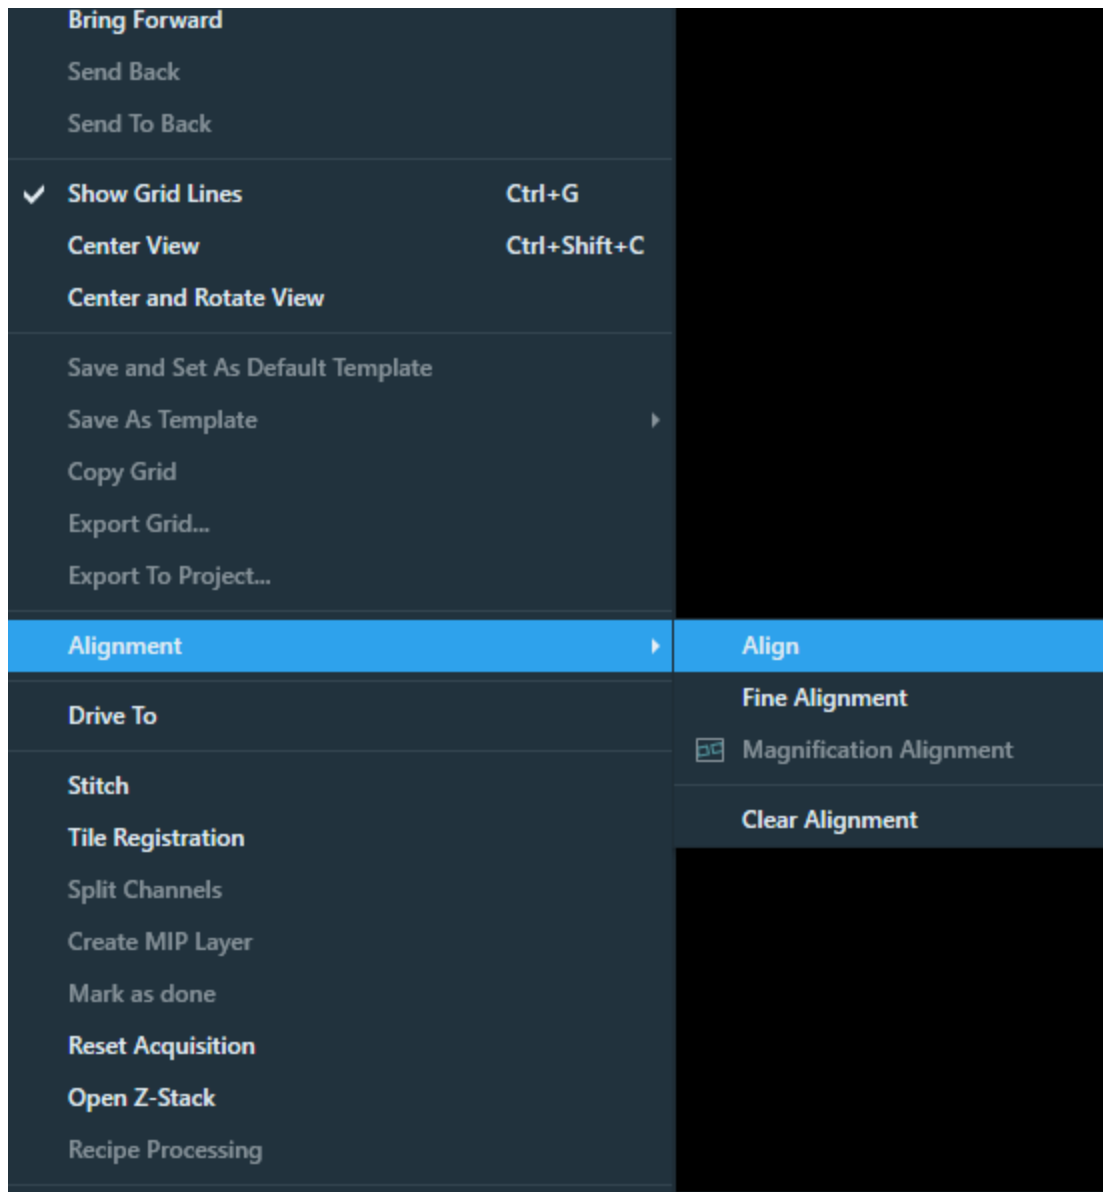 Bring Forward
Send Back
Send To Back
Show Grid Lines Ctrl+G
Center View Ctrl+Shift+C
Center and Rotate View
Save and Set As Default Template
Save As Template
Copy Grid
Export Grid...
Export To Project...
Alignment
Align
Fine Alignment
Magnification Alignment
Clear Alignment
Drive To
Stitch
Tile Registration
Split Channels
Create MIP Layer
Mark as done
Reset Acquisition
Open Z-Stack
Recipe Processing